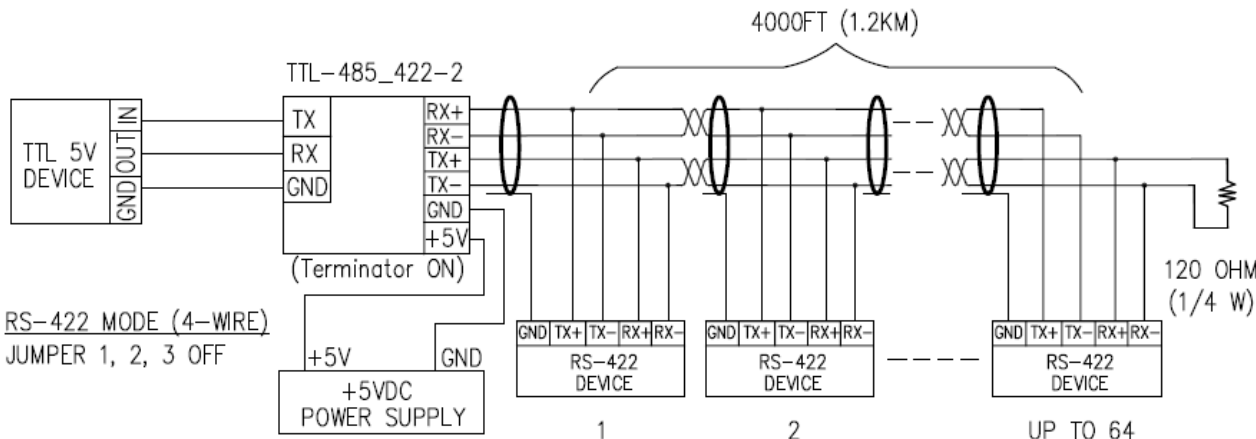 4000FT (1.2KM)
TTL-485_422-2
TTL 5V
DEVICE
IN
OUT
GND
TX
RX
GND
RX+
RX-
TX+
TX-
GND
+5V
(Terminator ON)
120 OHM
(1/4 W)
RS-422 MODE (4-WIRE)
JUMPER 1, 2, 3 OFF
+5V GND
+5VDC
POWER SUPPLY
GND TX+ TX- RX+ RX-
RS-422
DEVICE
1
GND TX+ TX- RX+ RX-
RS-422
DEVICE
2
GND TX+ TX- RX+ RX-
RS-422
DEVICE
UP TO 64